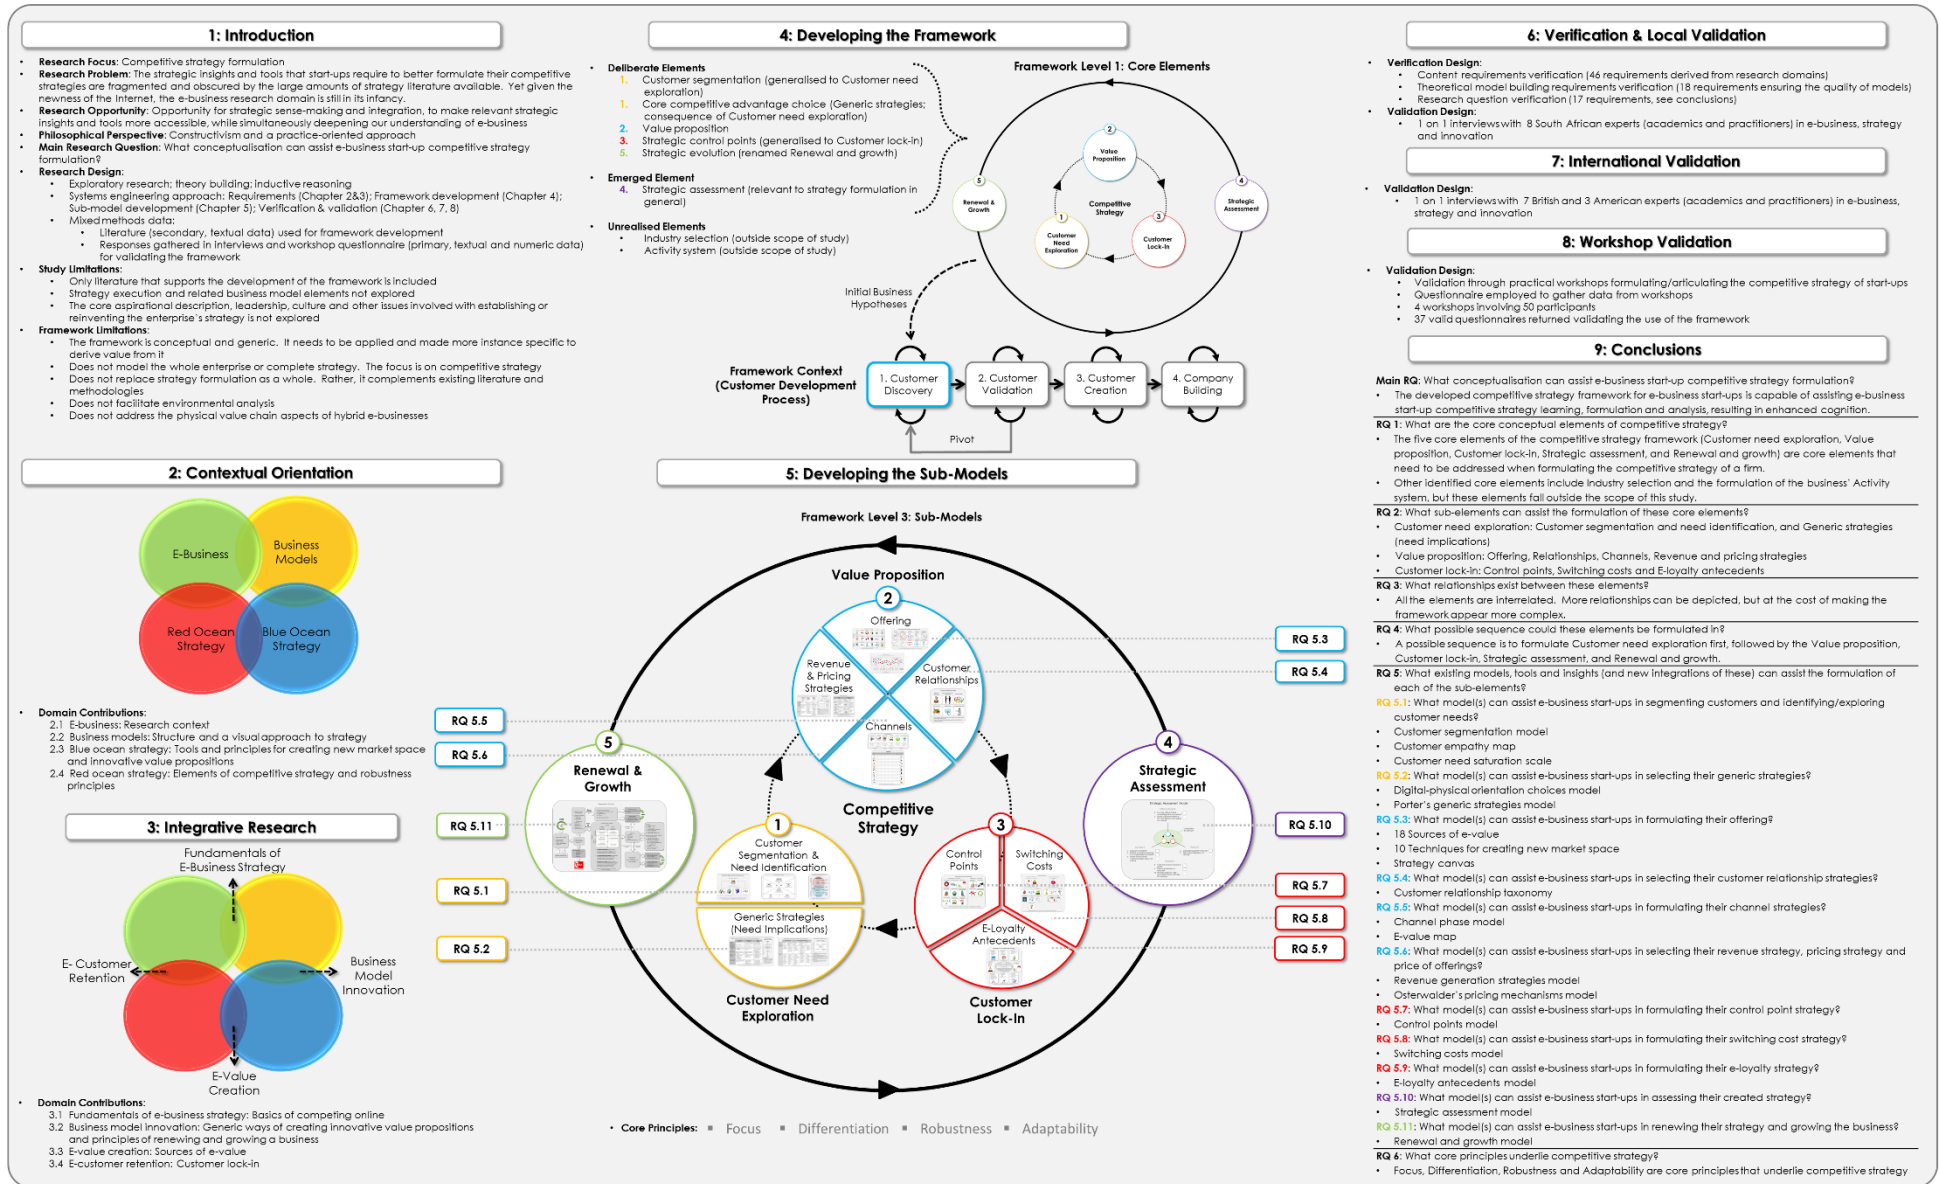 1: Introduction
• Research Focus: Competitive strategy formulation
• Research Problem: The strategic insights and tools that start-ups require to better formulate their competitive
strategies are fragmented and obscured by the large amounts of strategy literature available. Yet given the
newness of the Internet, the e-business research domain is still in its infancy.
• Research Opportunity: Opportunity for strategic sense-making and integration, to make relevant strategic
insights and tools more accessible, while simultaneously deepening our understanding of e-business
• Philosophical Perspective: Constructivism and a practice-oriented approach
• Main Research Question: What conceptualisation can assist e-business start-up competitive strategy
formulation?
• Research Design:
• Exploratory research; theory building; inductive reasoning
• Systems engineering approach: Requirements (Chapter 2&3); Framework development (Chapter 4);
Sub-model development (Chapter 5); Verification & validation (Chapter 6, 7, 8)
• Mixed methods data:
• Literature (secondary, textual data) used for framework development
• Responses gathered in interviews and workshop questionnaire (primary, textual and numeric data)
for validating the framework
• Study Limitations:
• Only literature that supports the development of the framework is included
• Strategy execution and related business model elements not explored
• The core aspirational description, leadership, culture and other issues involved with establishing or
reinventing the enterprise's strategy is not explored
• Framework Limitations:
• The framework is conceptual and generic. It needs to be applied and made more instance specific to
derive value from it
• Does not model the whole enterprise or complete strategy. The focus is on competitive strategy
• Does not replace strategy formulation as a whole. Rather, it complements existing literature and
methodologies
• Does not facilitate environmental analysis
• Does not address the physical value chain aspects of hybrid e-businesses
2: Contextual Orientation
E-Business
Business
Models
Red Ocean
Strategy
Blue Ocean
Strategy
• Domain Contributions:
2.1 E-business: Research context
2.2 Business models: Structure and a visual approach to strategy
2.3 Blue ocean strategy: Tools and principles for creating new market space
and innovative value propositions
2.4 Red ocean strategy: Elements of competitive strategy and robustness
principles
3: Integrative Research
Fundamentals of
E-Business Strategy
E- Customer
Retention
Business
Model
Innovation
E-Value
Creation
• Domain Contributions:
3.1 Fundamentals of e-business strategy: Basics of competing online
3.2 Business model innovation: Generic ways of creating innovative value propositions
and principles of renewing and growing a business
3.3 E-value creation: Sources of e-value
3.4 E-customer retention: Customer lock-in
4: Developing the Framework
• Deliberate Elements
1. Customer segmentation (generalised to Customer need
exploration)
1. Core competitive advantage choice (Generic strategies;
consequence of Customer need exploration)
2. Value proposition
3. Strategic control points (generalised to Customer lock-in)
5. Strategic evolution (renamed Renewal and growth)
• Emerged Element
4. Strategic assessment (relevant to strategy formulation in
general)
• Unrealised Elements
• Industry selection (outside scope of study)
• Activity system (outside scope of study)
Framework Level 1: Core Elements
2
Value
Proposition
5
Renewal &
Growth
4
Strategic
Assessment
Competitive
Strategy
1
Customer
Need
Exploration
3
Customer
Lock-In
Initial Business
Hypotheses
Framework Context
(Customer Development
Process)
1. Customer
Discovery
2. Customer
Validation
3. Customer
Creation
4. Company
Building
Pivot
5: Developing the Sub-Models
Framework Level 3: Sub-Models
Value Proposition
2
Offering
Revenue
& Pricing
Strategies
Customer
Relationships
Channels
RQ 5.3
RQ 5.4
RQ 5.5
RQ 5.6
5
Renewal &
Growth
4
Strategic
Assessment
Competitive
Strategy
RQ 5.11
RQ 5.10
1
Customer
Segmentation &
Need Identification
Generic Strategies
(Need Implications)
3
Control
Points
Switching
Costs
E-Loyalty
Antecedents
RQ 5.1
RQ 5.2
RQ 5.7
RQ 5.8
RQ 5.9
Customer Need
Exploration
Customer
Lock-In
• Core Principles: ▪ Focus ▪ Differentiation ▪ Robustness ▪ Adaptability
6: Verification & Local Validation
• Verification Design:
• Content requirements verification (46 requirements derived from research domains)
• Theoretical model building requirements verification (18 requirements ensuring the quality of models)
• Research question verification (17 requirements, see conclusions)
• Validation Design:
• 1 on 1 interviews with 8 South African experts (academics and practitioners) in e-business, strategy
and innovation
7: International Validation
• Validation Design:
• 1 on 1 interviews with 7 British and 3 American experts (academics and practitioners) in e-business,
strategy and innovation
8: Workshop Validation
• Validation Design:
• Validation through practical workshops formulating/articulating the competitive strategy of start-ups
• Questionnaire employed to gather data from workshops
• 4 workshops involving 50 participants
• 37 valid questionnaires returned validating the use of the framework
9: Conclusions
Main RQ: What conceptualisation can assist e-business start-up competitive strategy formulation?
• The developed competitive strategy framework for e-business start-ups is capable of assisting e-business
start-up competitive strategy learning, formulation and analysis, resulting in enhanced cognition.
RQ 1: What are the core conceptual elements of competitive strategy?
• The five core elements of the competitive strategy framework (Customer need exploration, Value
proposition, Customer lock-in, Strategic assessment, and Renewal and growth) are core elements that
need to be addressed when formulating the competitive strategy of a firm.
• Other identified core elements include Industry selection and the formulation of the business' Activity
system, but these elements fall outside the scope of this study.
RQ 2: What sub-elements can assist the formulation of these core elements?
• Customer need exploration: Customer segmentation and need identification, and Generic strategies
(need implications)
• Value proposition: Offering, Relationships, Channels, Revenue and pricing strategies
• Customer lock-in: Control points, Switching costs and E-loyalty antecedents
RQ 3: What relationships exist between these elements?
• All the elements are interrelated. More relationships can be depicted, but at the cost of making the
framework appear more complex.
RQ 4: What possible sequence could these elements be formulated in?
• A possible sequence is to formulate Customer need exploration first, followed by the Value proposition,
Customer lock-in, Strategic assessment, and Renewal and growth.
RQ 5: What existing models, tools and insights (and new integrations of these) can assist the formulation of
each of the sub-elements?
RQ 5.1: What model(s) can assist e-business start-ups in segmenting customers and identifying/exploring
customer needs?
• Customer segmentation model
• Customer empathy map
• Customer need saturation scale
RQ 5.2: What model(s) can assist e-business start-ups in selecting their generic strategies?
• Digital-physical orientation choices model
• Porter's generic strategies model
RQ 5.3: What model(s) can assist e-business start-ups in formulating their offering?
• 18 Sources of e-value
• 10 Techniques for creating new market space
• Strategy canvas
RQ 5.4: What model(s) can assist e-business start-ups in selecting their customer relationship strategies?
• Customer relationship taxonomy
RQ 5.5: What model(s) can assist e-business start-ups in formulating their channel strategies?
• Channel phase model
• E-value map
RQ 5.6: What model(s) can assist e-business start-ups in selecting their revenue strategy, pricing strategy and
price of offerings?
• Revenue generation strategies model
• Osterwalder's pricing mechanisms model
RQ 5.7: What model(s) can assist e-business start-ups in formulating their control point strategy?
• Control points model
RQ 5.8: What model(s) can assist e-business start-ups in formulating their switching cost strategy?
• Switching costs model
RQ 5.9: What model(s) can assist e-business start-ups in formulating their e-loyalty strategy?
• E-loyalty antecedents model
RQ 5.10: What model(s) can assist e-business start-ups in assessing their created strategy?
• Strategic assessment model
RQ 5.11: What model(s) can assist e-business start-ups in renewing their strategy and growing the business?
• Renewal and growth model
RQ 6: What core principles underlie competitive strategy?
• Focus, Differentiation, Robustness and Adaptability are core principles that underlie competitive strategy